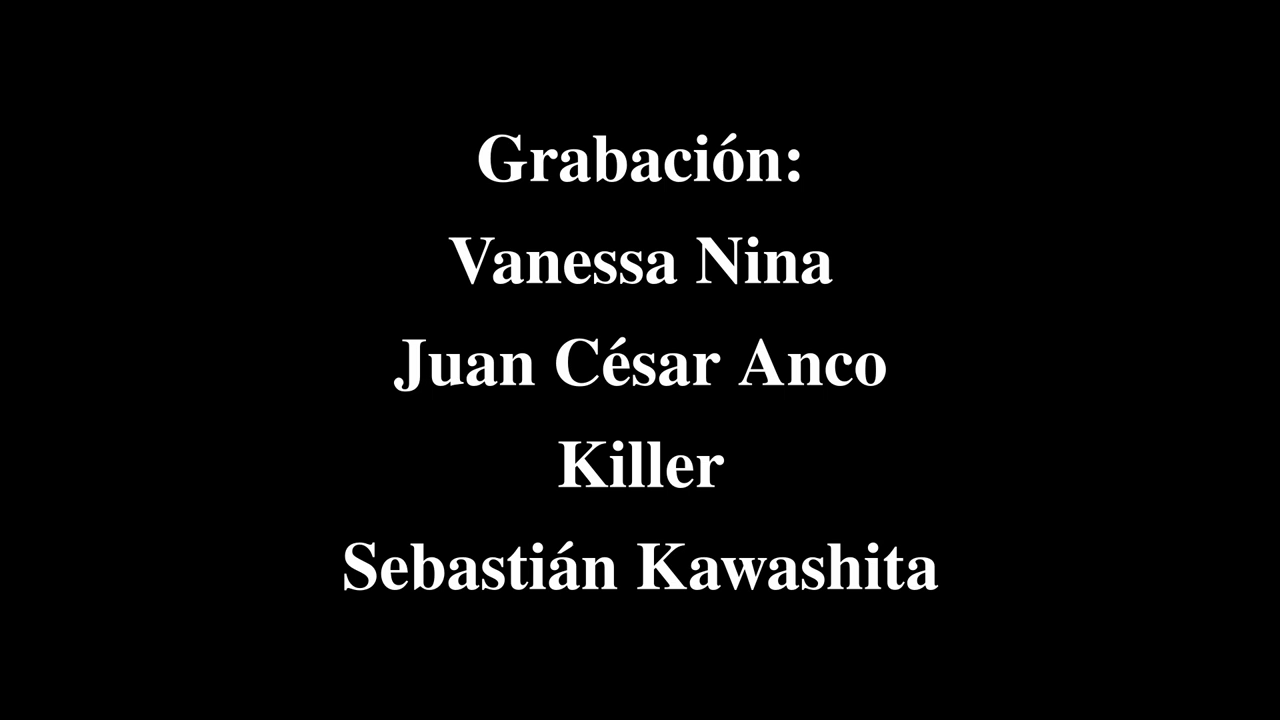 Grabación:
Vanessa Nina
Juan César Anco
Killer
Sebastián Kawashita